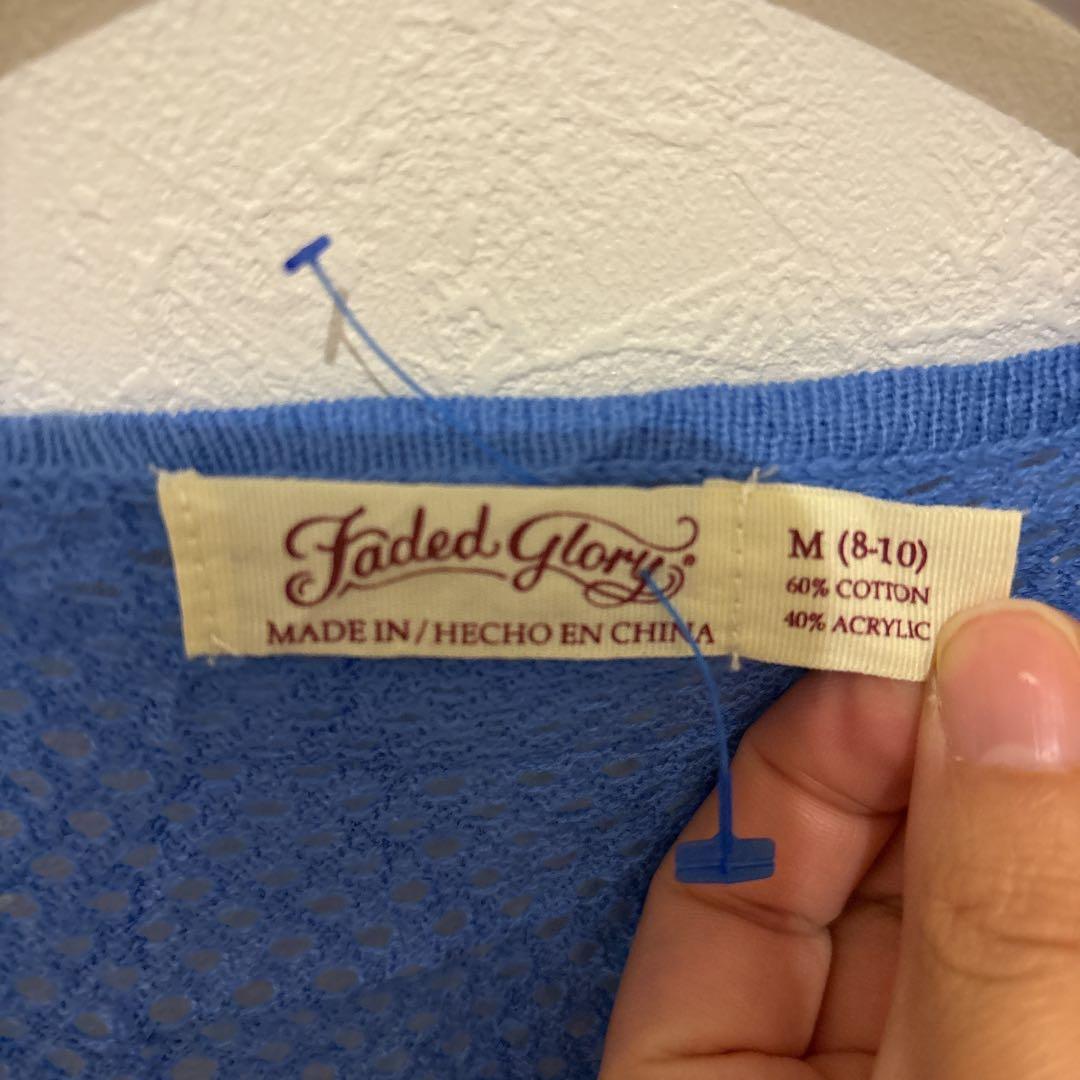 Faded Glory®
MADE IN/HECHO EN CHINA
M (8-10)
60% COTTON
40% ACRYLIC